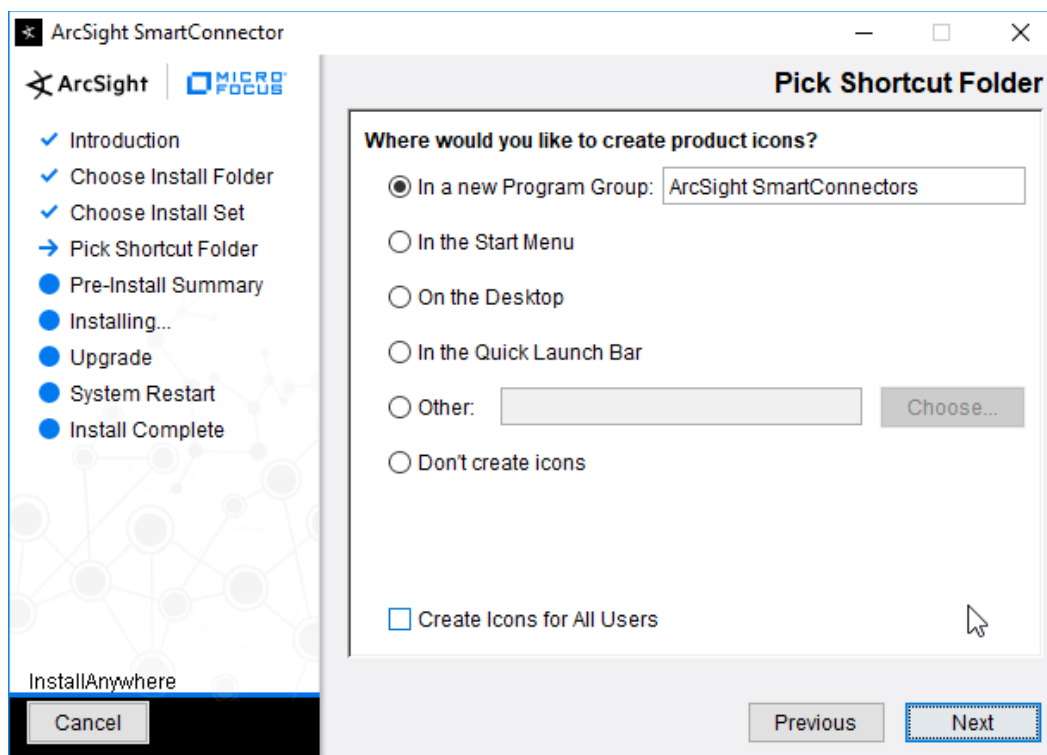 ArcSight SmartConnector
ArcSight MICRO FOCUS
Pick Shortcut Folder
Introduction
Choose Install Folder
Choose Install Set
Pick Shortcut Folder
Pre-Install Summary
Installing...
Upgrade
System Restart
Install Complete
Where would you like to create product icons?
In a new Program Group: ArcSight SmartConnectors
In the Start Menu
On the Desktop
In the Quick Launch Bar
Other: Choose...
Don't create icons
Create Icons for All Users
InstallAnywhere
Cancel Previous Next